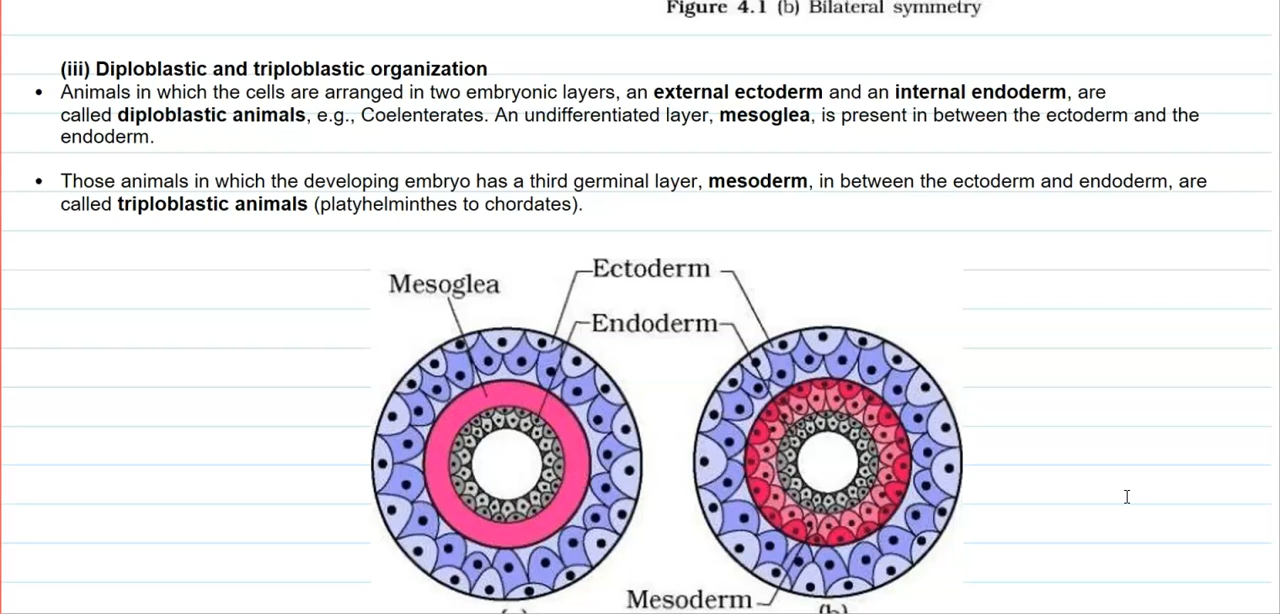 Figure 4.1 (b) Bilateral symmetry
(iii) Diploblastic and triploblastic organization
• Animals in which the cells are arranged in two embryonic layers, an external ectoderm and an internal endoderm, are
called diploblastic animals, e.g., Coelenterates. An undifferentiated layer, mesoglea, is present in between the ectoderm and the
endoderm.
• Those animals in which the developing embryo has a third germinal layer, mesoderm, in between the ectoderm and endoderm, are
called triploblastic animals (platyhelminthes to chordates).
Ectoderm
Mesoglea
Endoderm
Mesoderm
(b)